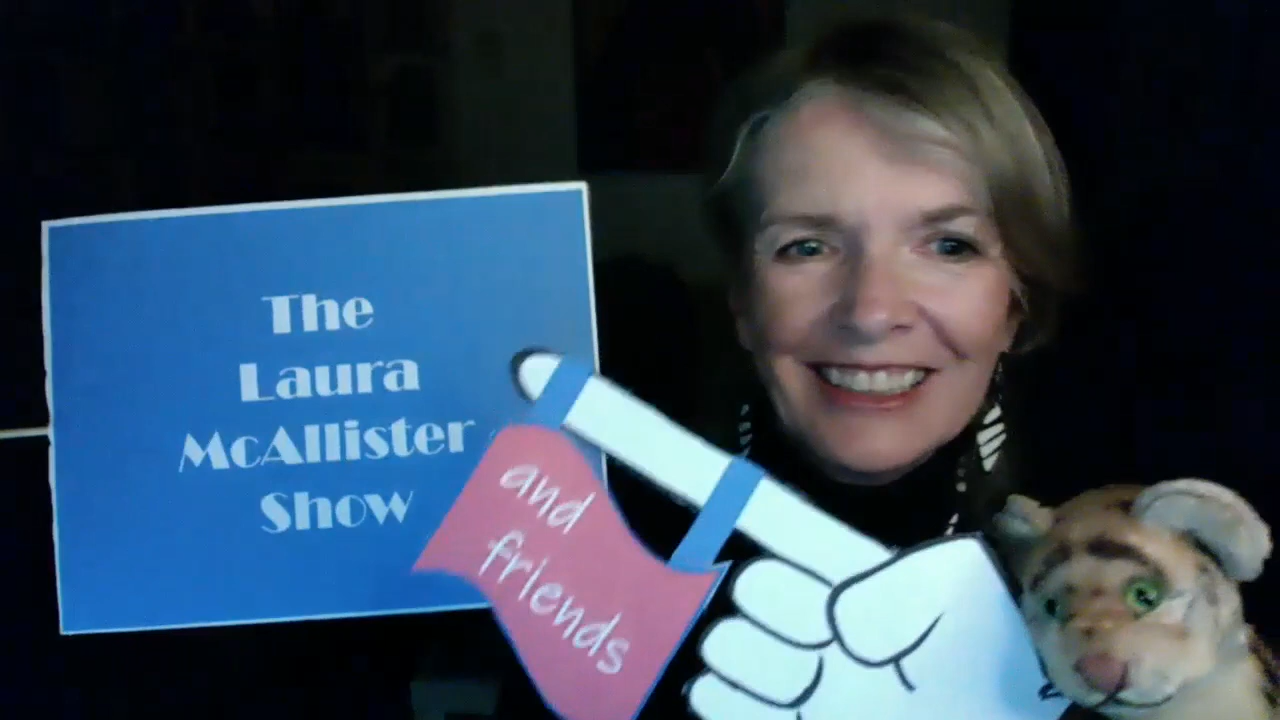 The
Laura
McAllister
Show
and
friends